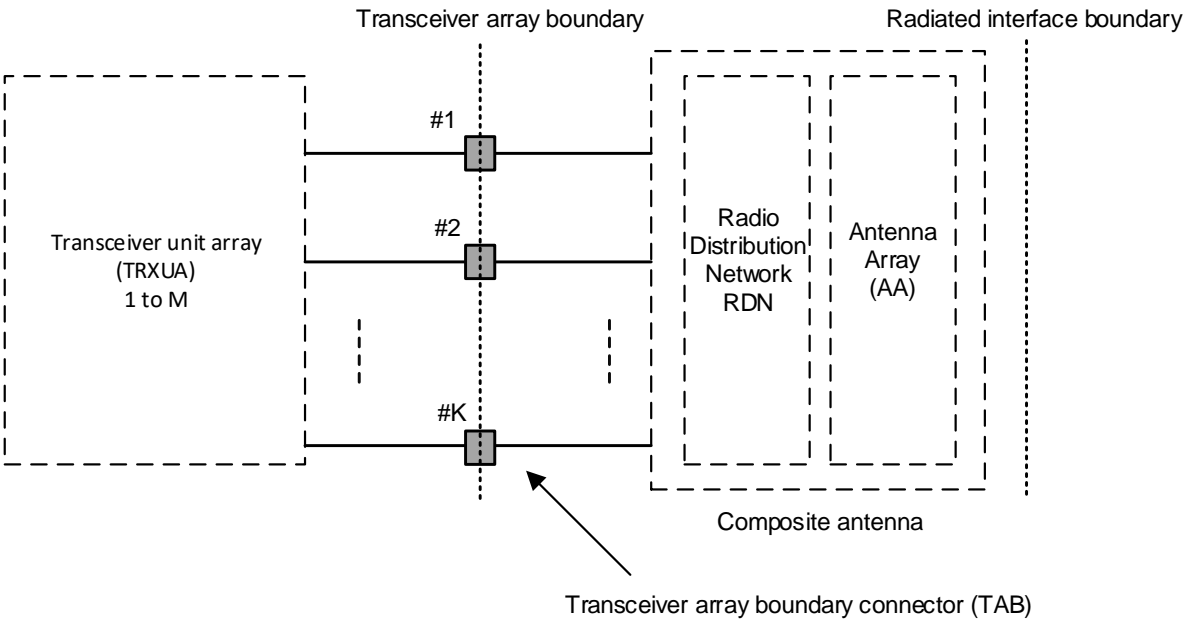 Transceiver array boundary
Radiated interface boundary
#1
#2
#K
Transceiver unit array
(TRXUA)
1 to M
Radio
Distribution
Network
RDN
Antenna
Array
(AA)
Composite antenna
Transceiver array boundary connector (TAB)